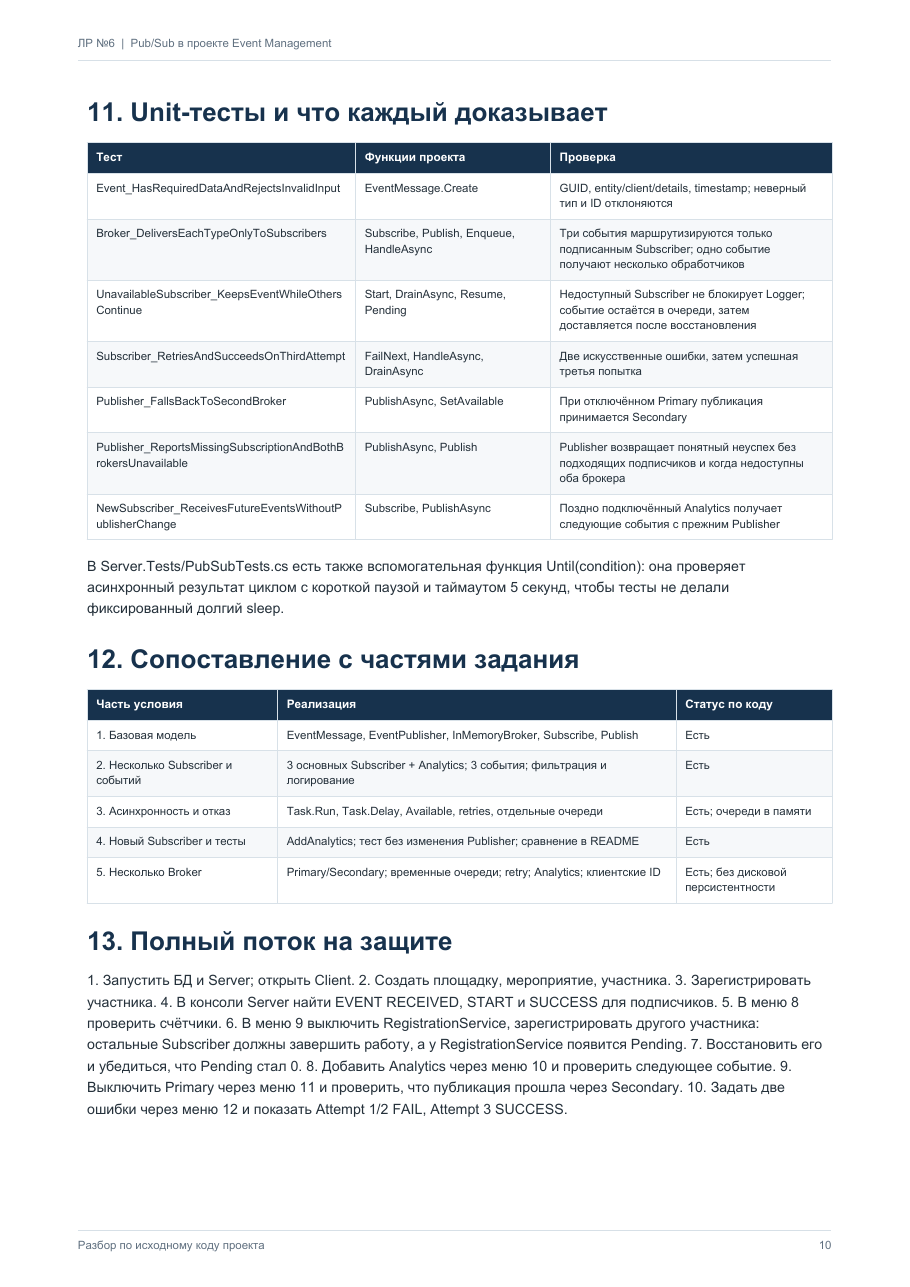 ЛР №6 | Pub/Sub в проекте Event Management
11. Unit-тесты и что каждый доказывает
Тест Функции проекта Проверка
Event_HasRequiredDataAndRejectsInvalidInput EventMessage.Create GUID, entity/client/details, timestamp; неверный
тип и ID отклоняются
Broker_DeliversEachTypeOnlyToSubscribers Subscribe, Publish, Enqueue, Три события маршрутизируются только
HandleAsync подписанным Subscriber; одно событие
получают несколько обработчиков
UnavailableSubscriber_KeepsEventWhileOthers Start, DrainAsync, Resume, Недоступный Subscriber не блокирует Logger;
Continue Pending событие остаётся в очереди, затем
доставляется после восстановления
Subscriber_RetriesAndSucceedsOnThirdAttempt FailNext, HandleAsync, Две искусственные ошибки, затем успешная
DrainAsync третья попытка
Publisher_FallsBackToSecondBroker PublishAsync, SetAvailable При отключённом Primary публикация
принимается Secondary
Publisher_ReportsMissingSubscriptionAndBothB PublishAsync, Publish Publisher возвращает понятный неуспех без
rokersUnavailable подходящих подписчиков и когда недоступны
оба брокера
NewSubscriber_ReceivesFutureEventsWithoutP Subscribe, PublishAsync Поздно подключённый Analytics получает
ublisherChange следующие события с прежним Publisher
В Server.Tests/PubSubTests.cs есть также вспомогательная функция Until(condition): она проверяет
асинхронный результат циклом с короткой паузой и таймаутом 5 секунд, чтобы тесты не делали
фиксированный долгий sleep.
12. Сопоставление с частями задания
Часть условия Реализация Статус по коду
1. Базовая модель EventMessage, EventPublisher, InMemoryBroker, Subscribe, Publish Есть
2. Несколько Subscriber и 3 основных Subscriber + Analytics; 3 события; фильтрация и Есть
событий логирование
3. Асинхронность и отказ Task.Run, Task.Delay, Available, retries, отдельные очереди Есть; очереди в памяти
4. Новый Subscriber и тесты AddAnalytics; тест без изменения Publisher; сравнение в README Есть
5. Несколько Broker Primary/Secondary; временные очереди; retry; Analytics; клиентские ID Есть; без дисковой
персистентности
13. Полный поток на защите
1. Запустить БД и Server; открыть Client. 2. Создать площадку, мероприятие, участника. 3. Зарегистрировать
участника. 4. В консоли Server найти EVENT RECEIVED, START и SUCCESS для подписчиков. 5. В меню 8
проверить счётчики. 6. В меню 9 выключить RegistrationService, зарегистрировать другого участника:
остальные Subscriber должны завершить работу, а у RegistrationService появится Pending. 7. Восстановить его
и убедиться, что Pending стал 0. 8. Добавить Analytics через меню 10 и проверить следующее событие. 9.
Выключить Primary через меню 11 и проверить, что публикация прошла через Secondary. 10. Задать две
ошибки через меню 12 и показать Attempt 1/2 FAIL, Attempt 3 SUCCESS.
Разбор по исходному коду проекта 10